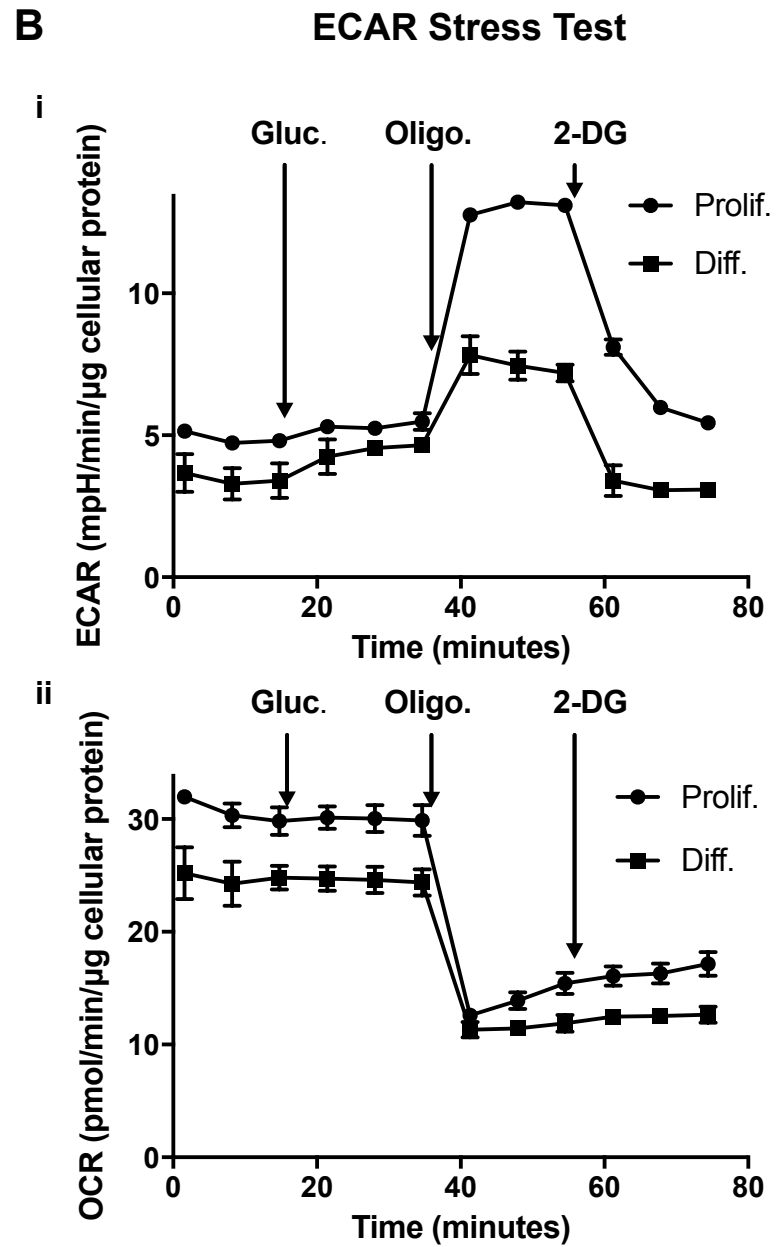 B
ECAR Stress Test
i
Gluc. Oligo. 2-DG
Prolif.
Diff.
ECAR (mpH/min/µg cellular protein)
10
5
0
0 20 40 60 80
Time (minutes)
ii
Gluc. Oligo. 2-DG
Prolif.
Diff.
OCR (pmol/min/µg cellular protein)
30
20
10
0
0 20 40 60 80
Time (minutes)